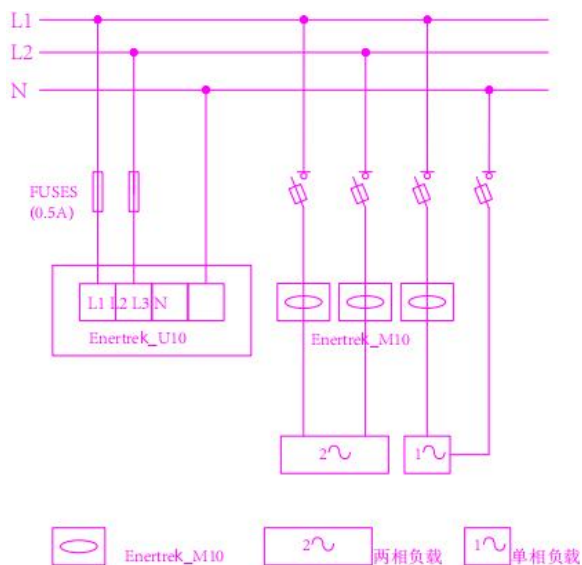 L1
L2
N
FUSES
(0.5A)
L1 L2 L3 N
Enertrek_U10
Enertrek_M10
2
1
Enertrek_M10
2 两相负载
1 单相负载